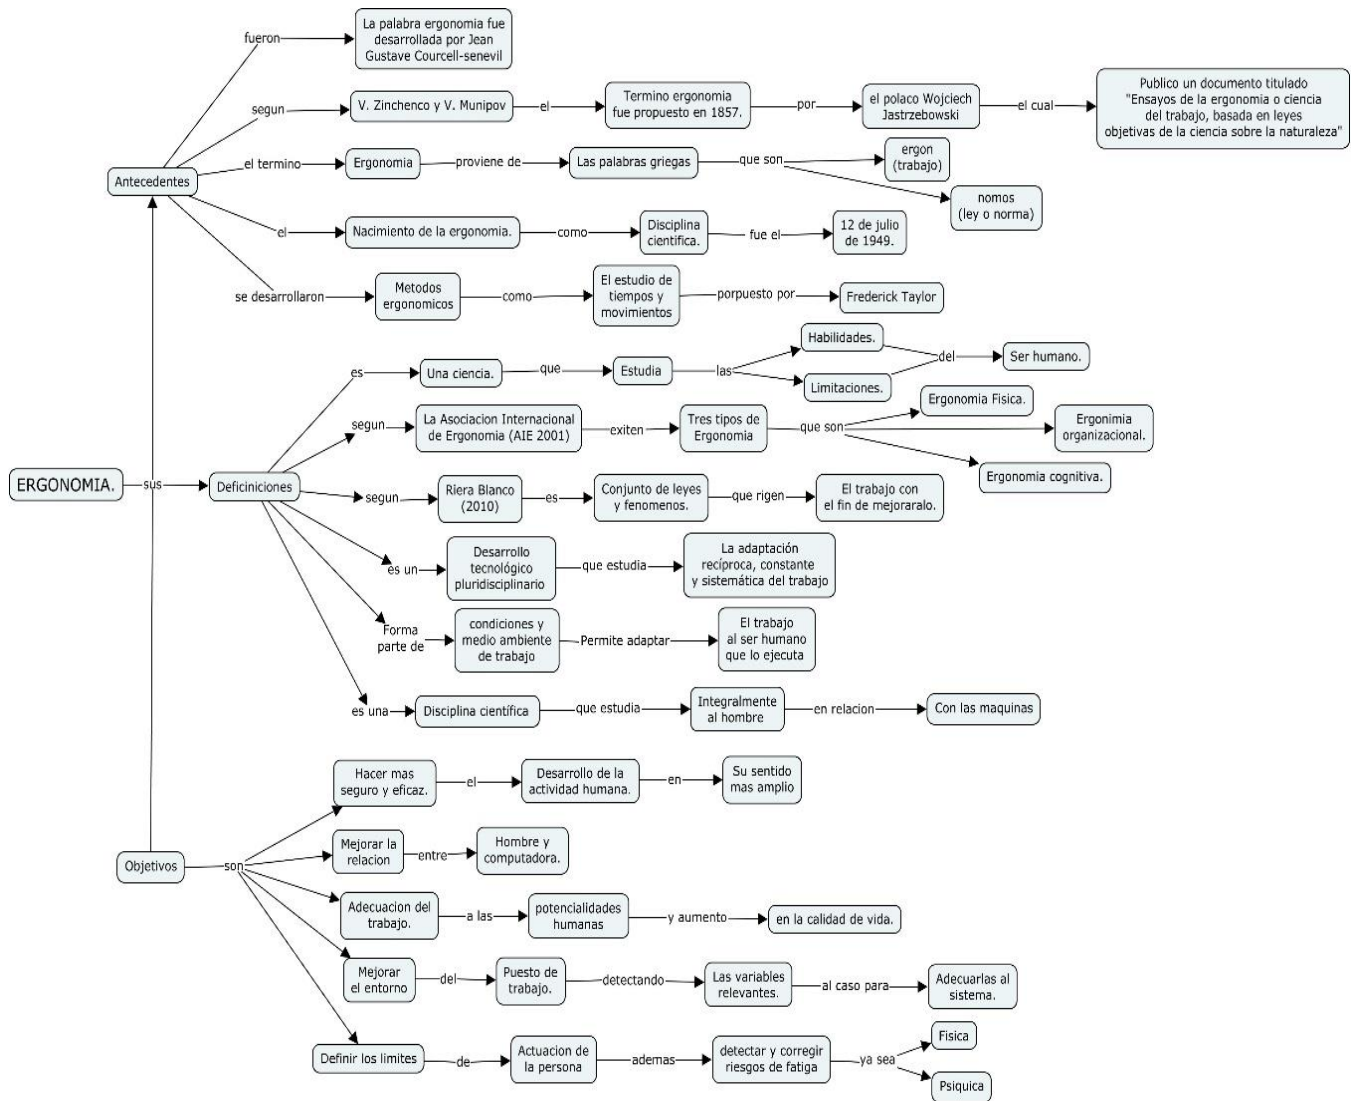 fueron
La palabra ergonomia fue
desarrollada por Jean
Gustave Courcell-senevil
segun
V. Zinchenco y V. Munipov
el
Termino ergonomia
fue propuesto en 1857.
por
el polaco Wojciech
Jastrzebowski
el cual
Publico un documento titulado
"Ensayos de la ergonomia o ciencia
del trabajo, basada en leyes
objetivas de la ciencia sobre la naturaleza"
Antecedentes
el termino
Ergonomia
proviene de
Las palabras griegas
que son
ergon
(trabajo)
nomos
(ley o norma)
el
Nacimiento de la ergonomia.
como
Disciplina
cientifica.
fue el
12 de julio
de 1949.
se desarrollaron
Metodos
ergonomicos
como
El estudio de
tiempos y
movimientos
porpuesto por
Frederick Taylor
ERGONOMIA.
sus
Deficiniciones
es
Una ciencia.
que
Estudia
las
Habilidades.
Limitaciones.
del
Ser humano.
segun
La Asociacion Internacional
de Ergonomia (AIE 2001)
exiten
Tres tipos de
Ergonomia
que son
Ergonomia Fisica.
Ergonimia
organizacional.
Ergonomia cognitiva.
segun
Riera Blanco
(2010)
es
Conjunto de leyes
y fenomenos.
que rigen
El trabajo con
el fin de mejoraralo.
es un
Desarrollo
tecnológico
pluridisciplinario
que estudia
La adaptación
recíproca, constante
y sistemática del trabajo
Forma
parte de
condiciones y
medio ambiente
de trabajo
Permite adaptar
El trabajo
al ser humano
que lo ejecuta
es una
Disciplina científica
que estudia
Integralmente
al hombre
en relacion
Con las maquinas
Objetivos
son
Hacer mas
seguro y eficaz.
el
Desarrollo de la
actividad humana.
en
Su sentido
mas amplio
Mejorar la
relacion
entre
Hombre y
computadora.
Adecuacion del
trabajo.
a las
potencialidades
humanas
y aumento
en la calidad de vida.
Mejorar
el entorno
del
Puesto de
trabajo.
detectando
Las variables
relevantes.
al caso para
Adecuarlas al
sistema.
Definir los limites
de
Actuacion de
la persona
ademas
detectar y corregir
riesgos de fatiga
ya sea
Fisica
Psiquica